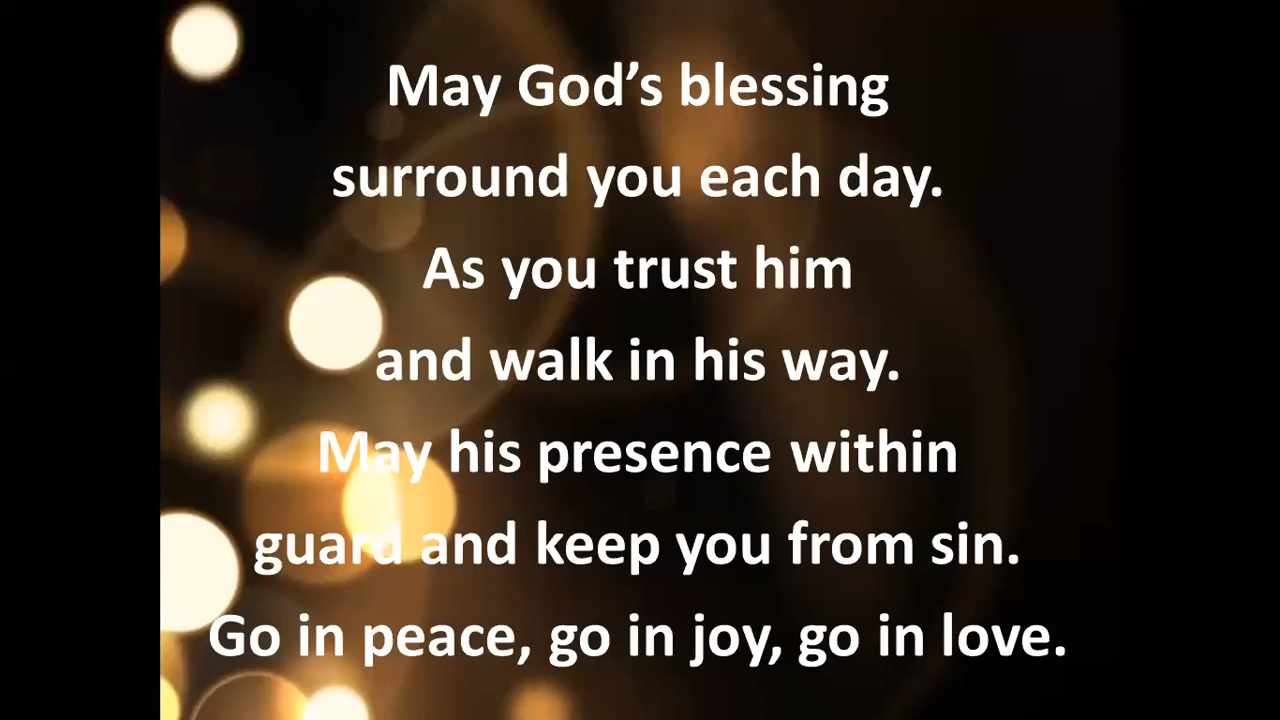 May God’s blessing
surround you each day.
As you trust him
and walk in his way.
May his presence within
guard and keep you from sin.
Go in peace, go in joy, go in love.